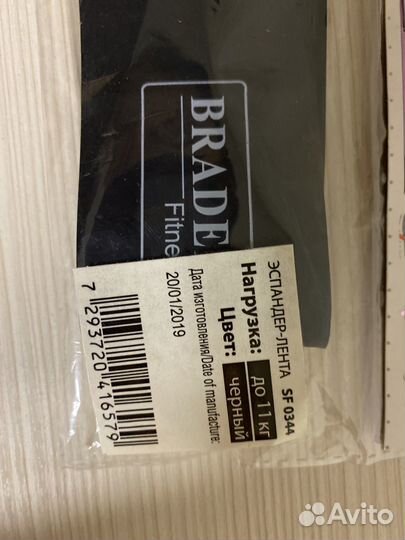 BRADE
Fitne
ЭСПАНДЕР-ЛЕНТА SF 0344
Нагрузка: до 11 кг
Цвет: черный
Дата изготовления/Date of manufacture:
20/01/2019
7 293720 416579
Avito